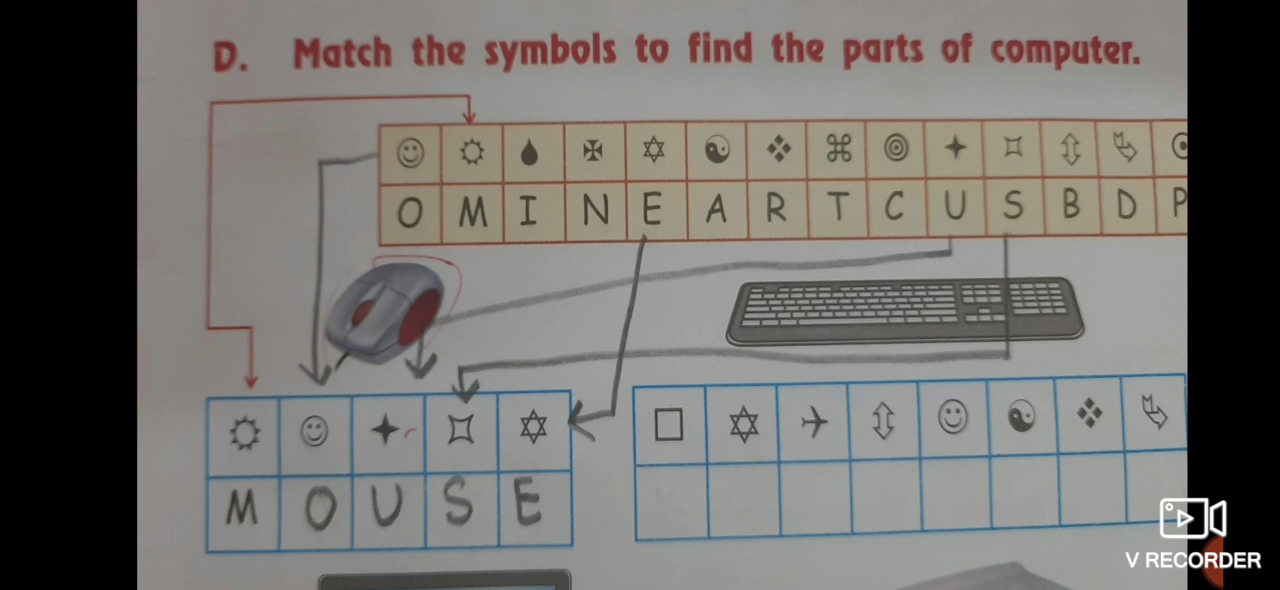 D. Match the symbols to find the parts of computer.
O M I N E A R T C U S B D P
M O U S E
V RECORDER